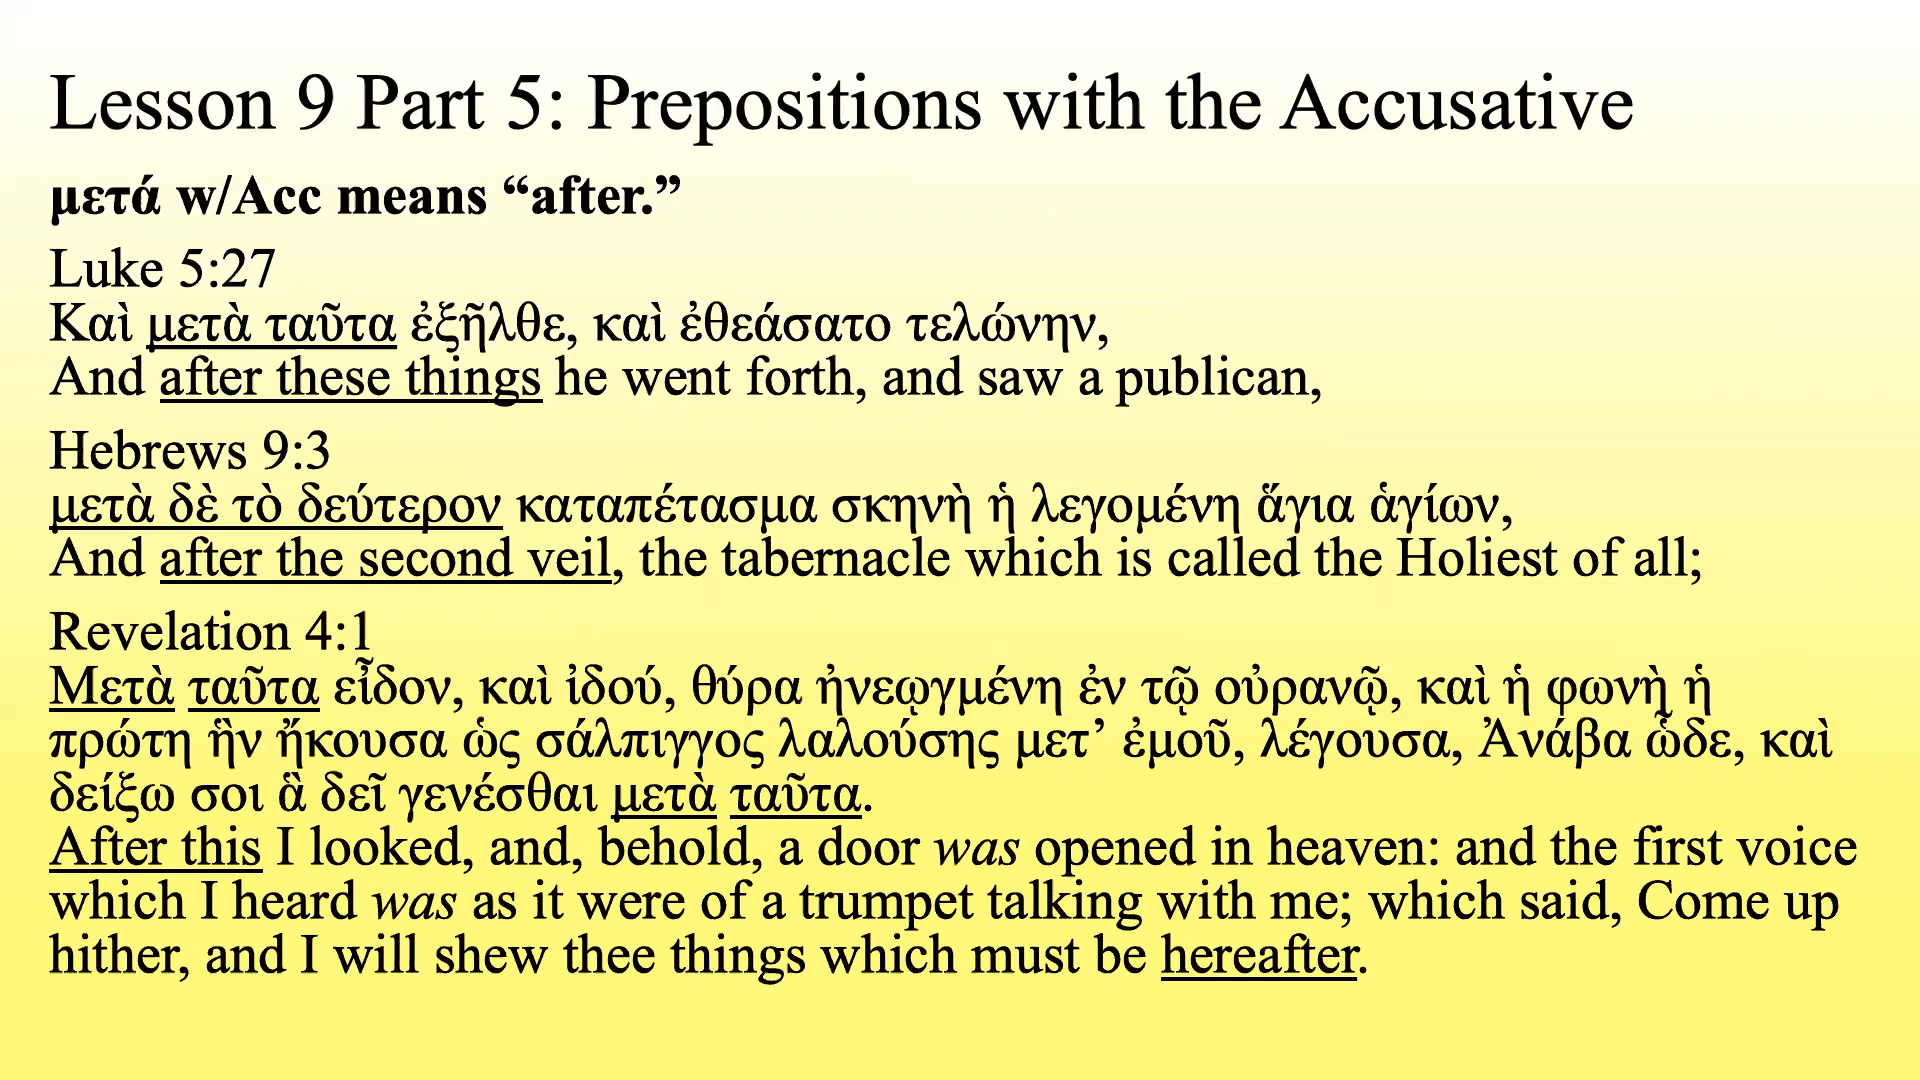 Lesson 9 Part 5: Prepositions with the Accusative
μετά w/Acc means “after.”
Luke 5:27
Καὶ μετὰ ταῦτα ἐξῆλθε, καὶ ἐθεάσατο τελώνην,
And after these things he went forth, and saw a publican,
Hebrews 9:3
μετὰ δὲ τὸ δεύτερον καταπέτασμα σκηνὴ ἡ λεγομένη ἅγια ἁγίων,
And after the second veil, the tabernacle which is called the Holiest of all;
Revelation 4:1
Μετὰ ταῦτα εἶδον, καὶ ἰδού, θύρα ἠνεῳγμένη ἐν τῷ οὐρανῷ, καὶ ἡ φωνὴ ἡ
πρώτη ἣν ἤκουσα ὡς σάλπιγγος λαλούσης μετ’ ἐμοῦ, λέγουσα, Ἀνάβα ὧδε, καὶ
δείξω σοι ἃ δεῖ γενέσθαι μετὰ ταῦτα.
After this I looked, and, behold, a door was opened in heaven: and the first voice
which I heard was as it were of a trumpet talking with me; which said, Come up
hither, and I will shew thee things which must be hereafter.